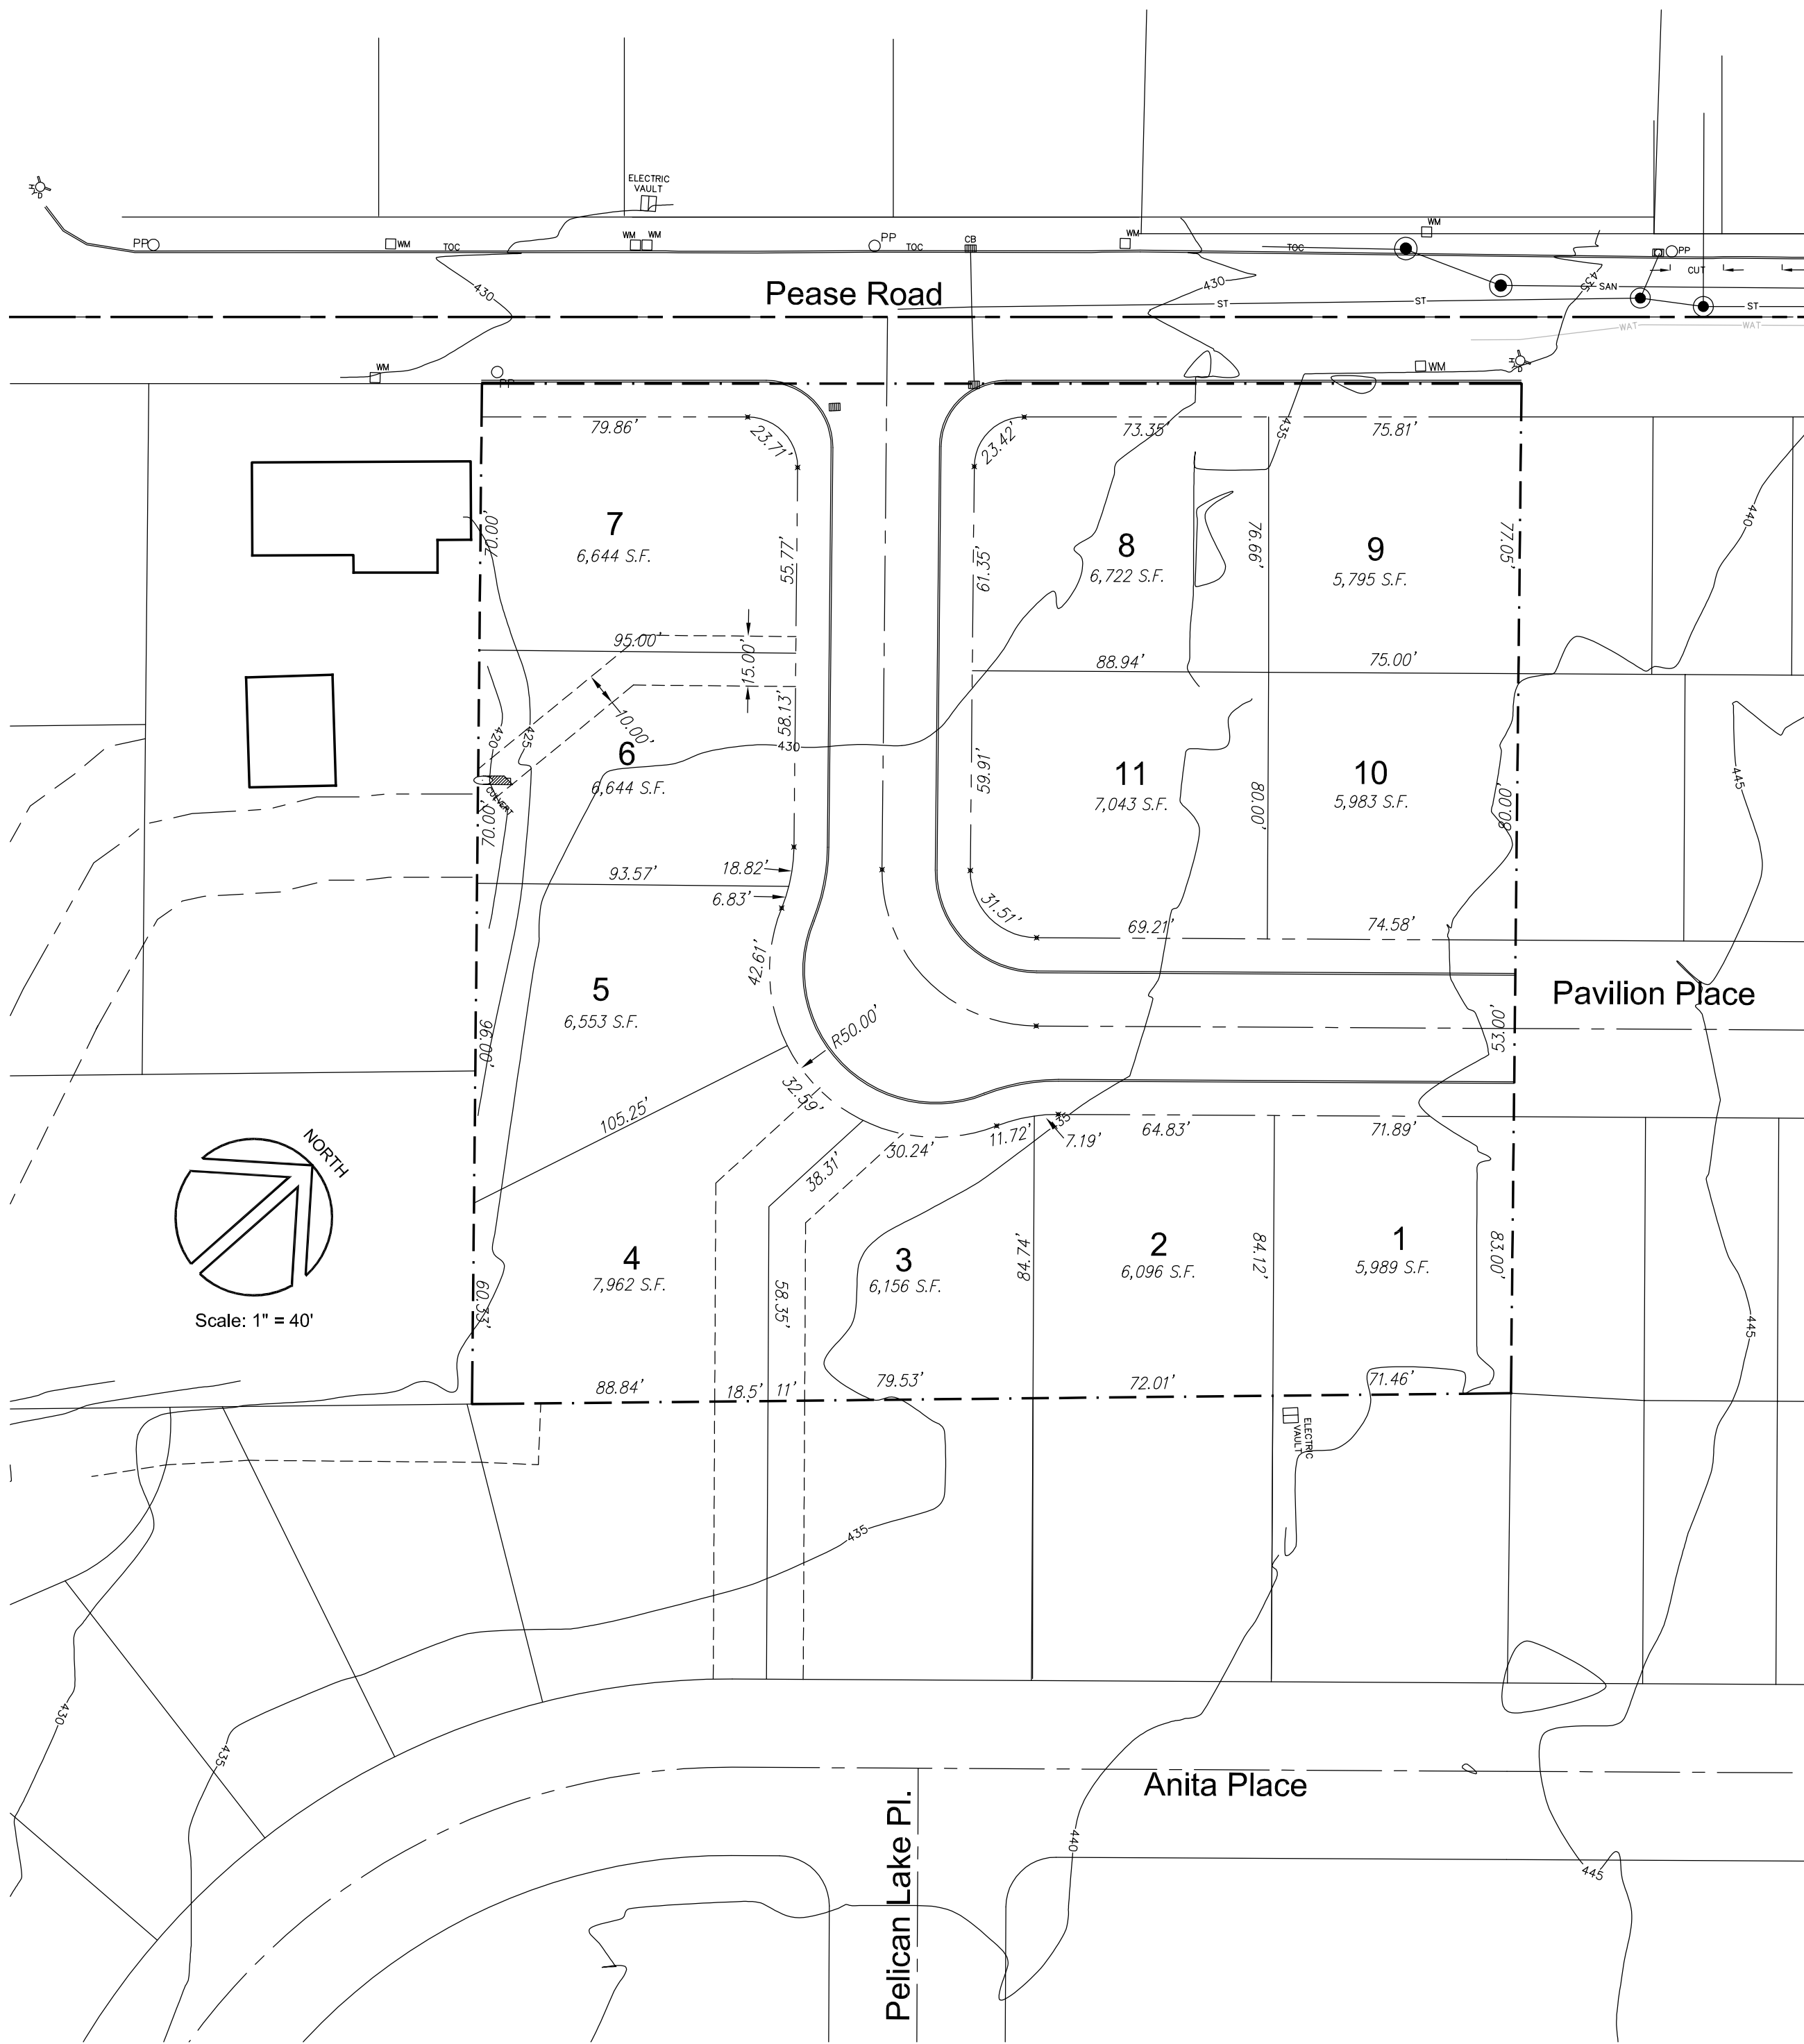 ELECTRIC
VAULT
HYD
PP
WM
TOC
WM
WM
PP
TOC
CB
WM
TOC
WM
PP
CUT
430
Pease Road
430
435
SAN
ST
ST
ST
WAT
WAT
WM
PP
WM
HYD
79.86'
23.71'
23.42'
73.35'
435
75.81'
7
6,644 S.F.
70.00'
55.77'
61.35'
8
6,722 S.F.
76.66'
9
5,795 S.F.
77.05'
440
95.00'
15.00'
88.94'
75.00'
10.00'
58.13'
420
425
6
6,644 S.F.
430
CULVERT
70.00'
59.91'
11
7,043 S.F.
80.00'
10
5,983 S.F.
80.00'
445
93.57'
18.82'
6.83'
31.51'
69.21'
74.58'
42.61'
5
6,553 S.F.
96.00'
R50.00'
Pavilion Place
53.00'
32.59'
105.25'
30.24'
11.72'
435
7.19'
64.83'
71.89'
38.31'
NORTH
Scale: 1" = 40'
4
7,962 S.F.
60.33'
58.35'
3
6,156 S.F.
84.74'
2
6,096 S.F.
84.12'
1
5,989 S.F.
83.00'
445
88.84'
18.5'
11'
79.53'
72.01'
71.46'
ELECTRIC
VAULT
435
430
435
Anita Place
Pelican Lake Pl.
440
445